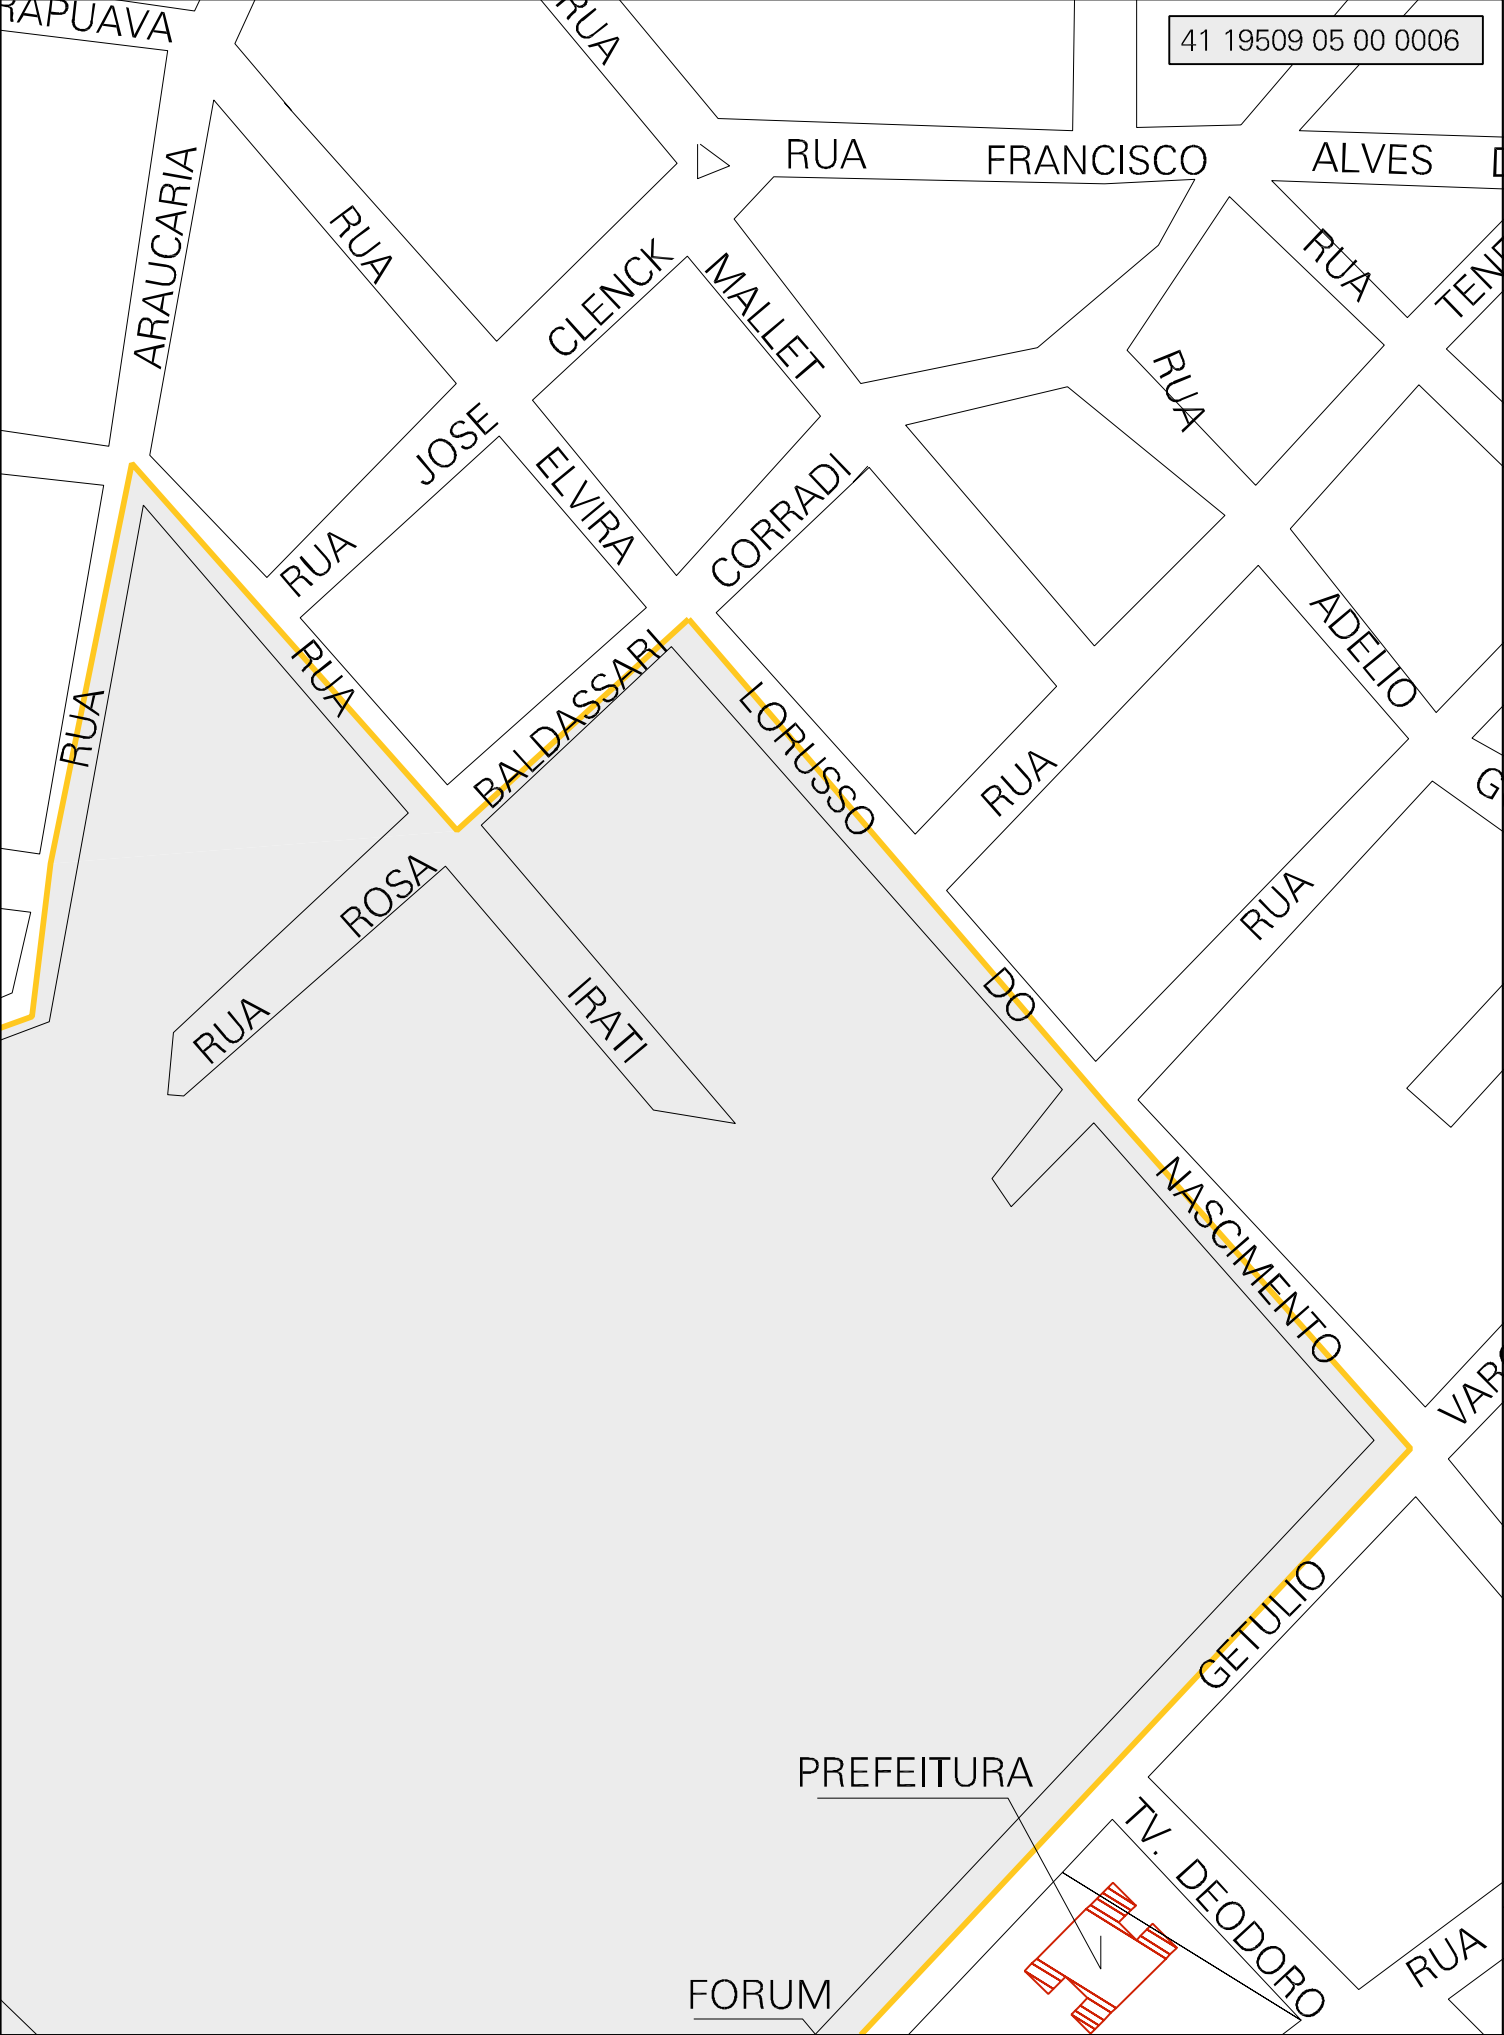 RAPUAVA
RUA
41 19509 05 00 0006
RUA
FRANCISCO
ALVES
ARAUCARIA
RUA
CLENCK
MALLET
RUA
RUA
JOSE
ELVIRA
CORRADI
RUA
ADELIO
RUA
RUA
BALDASSARI
LORUSSO
RUA
RUA
ROSA
RUA
DO
RUA
IRATI
NASCIMENTO
GETULIO
PREFEITURA
TV. DEODORO
RUA
FORUM